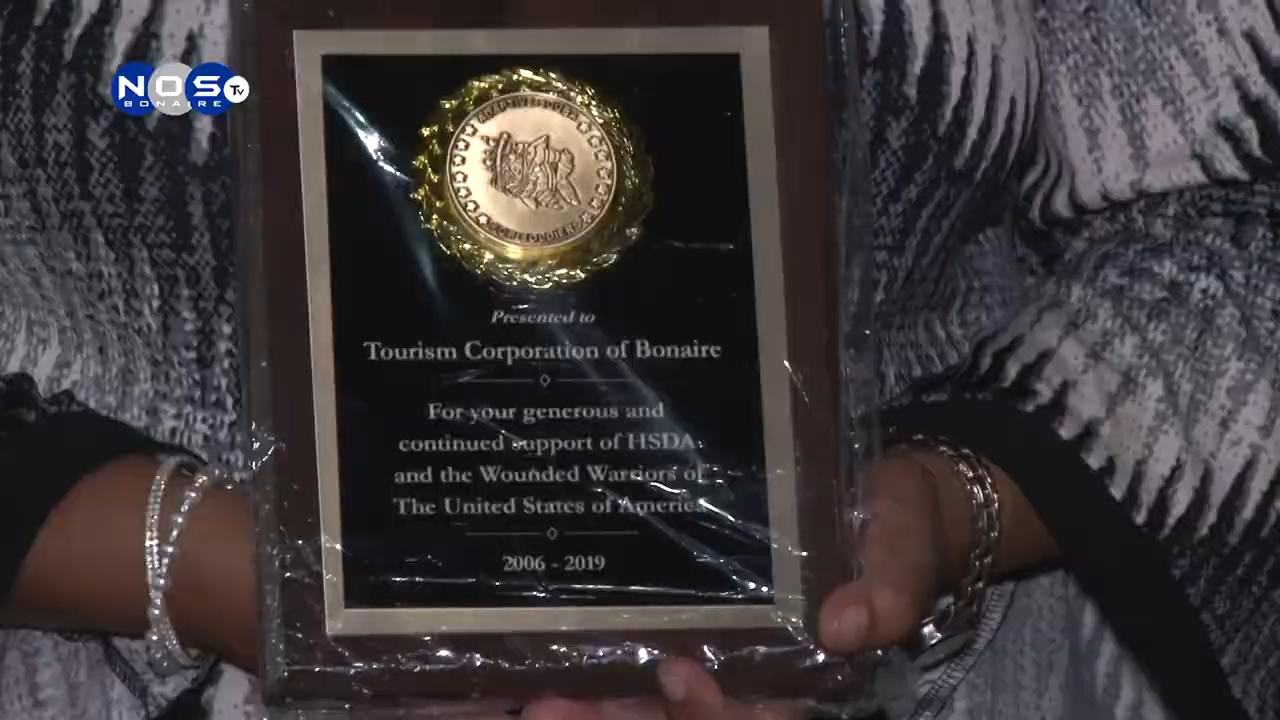 NOS TV
BONAIRE
Presented to
Tourism Corporation of Bonaire
For your generous and
continued support of HSDA
and the Wounded Warriors of
The United States of America
2006 - 2019